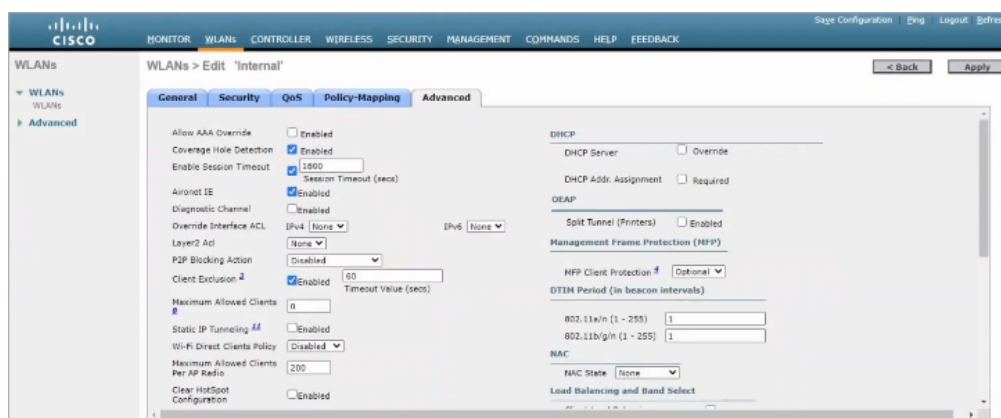 Save Configuration Ping Logout Refres
CISCO
MONITOR WLANs CONTROLLER WIRELESS SECURITY MANAGEMENT COMMANDS HELP FEEDBACK
WLANs
WLANs > Edit 'Internal'
< Back
Apply
WLANs
WLANs
Advanced
General Security QoS Policy-Mapping Advanced
Allow AAA Override Enabled
Coverage Hole Detection Enabled
Enable Session Timeout 1800
Session Timeout (secs)
Aironet IE Enabled
Diagnostic Channel Enabled
Override Interface ACL IPv4 None IPv6 None
Layer2 Acl None
P2P Blocking Action Disabled
Client Exclusion 3 Enabled 60
Timeout Value (secs)
Maximum Allowed Clients
0
Static IP Tunneling 11 Enabled
Wi-Fi Direct Clients Policy Disabled
Maximum Allowed Clients
Per AP Radio 200
Clear HotSpot
Configuration Enabled
DHCP
DHCP Server Override
DHCP Addr. Assignment Required
OEAP
Split Tunnel (Printers) Enabled
Management Frame Protection (MFP)
MFP Client Protection 4 Optional
DTIM Period (in beacon intervals)
802.11a/n (1 - 255) 1
802.11b/g/n (1 - 255) 1
NAC
NAC State None
Load Balancing and Band Select